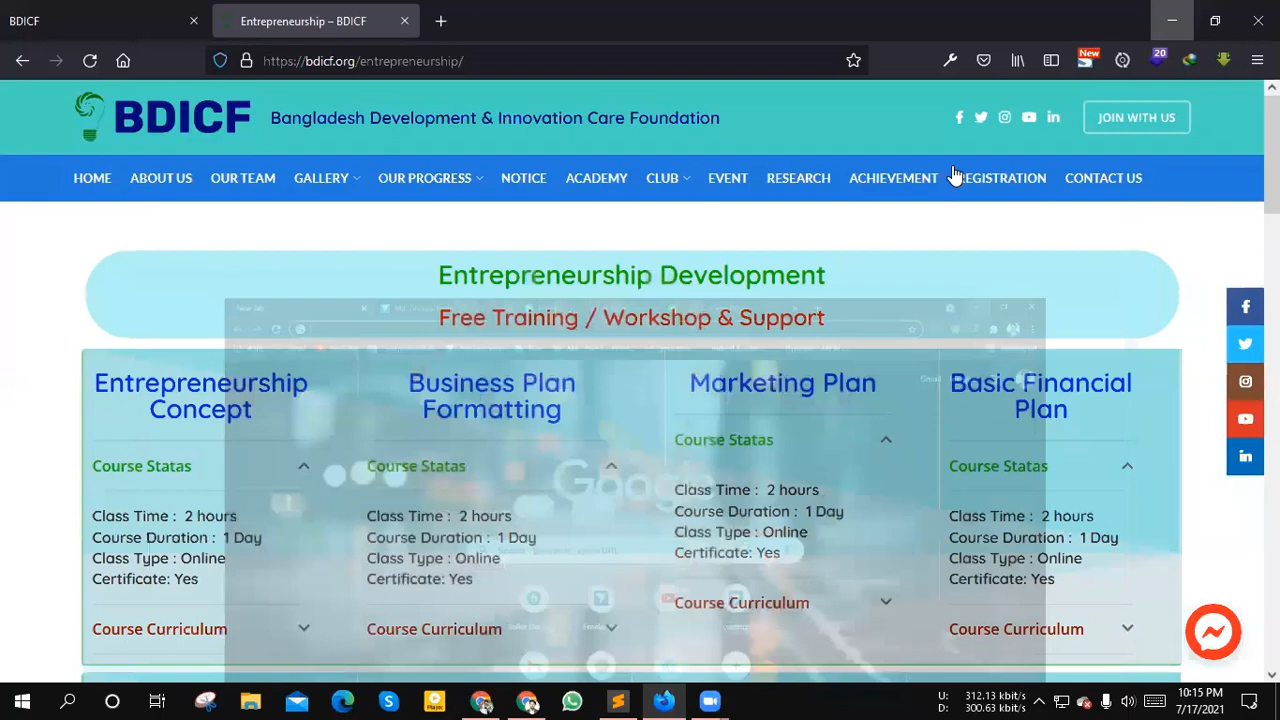 BDICF
Entrepreneurship – BDICF
https://bdicf.org/entrepreneurship/
New
20
BDICF
Bangladesh Development & Innovation Care Foundation
JOIN WITH US
HOME ABOUT US OUR TEAM GALLERY OUR PROGRESS NOTICE ACADEMY CLUB EVENT RESEARCH ACHIEVEMENT REGISTRATION CONTACT US
Entrepreneurship Development
Free Training / Workshop & Support
Entrepreneurship
Concept
Course Statas
Class Time : 2 hours
Course Duration : 1 Day
Class Type : Online
Certificate: Yes
Course Curriculum
Business Plan
Formatting
Course Statas
Class Time : 2 hours
Course Duration : 1 Day
Class Type : Online
Certificate: Yes
Course Curriculum
Marketing Plan
Course Statas
Class Time : 2 hours
Course Duration : 1 Day
Class Type : Online
Certificate: Yes
Course Curriculum
Basic Financial
Plan
Course Statas
Class Time : 2 hours
Course Duration : 1 Day
Class Type : Online
Certificate: Yes
Course Curriculum
Google
U: 312.13 kbit/s
D: 300.63 kbit/s
10:15 PM
7/17/2021